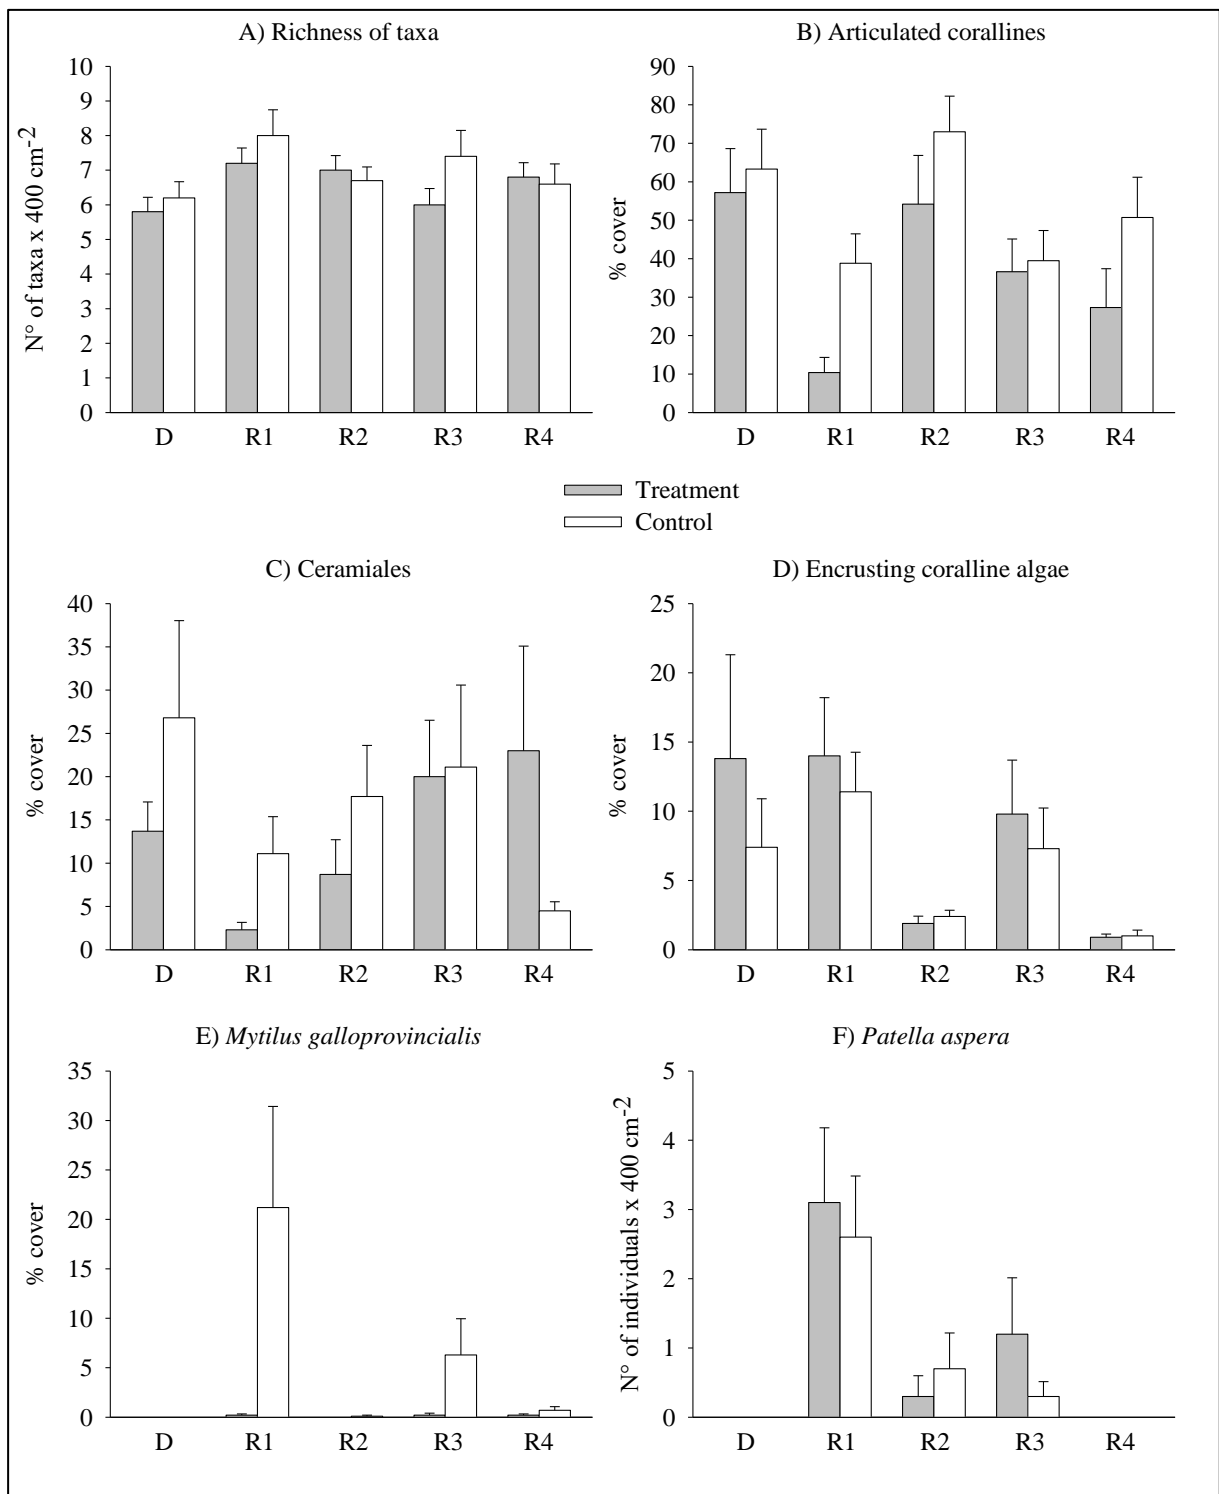 A) Richness of taxa
N° of taxa x 400 cm-2
10
9
8
7
6
5
4
3
2
1
0
D R1 R2 R3 R4
B) Articulated corallines
% cover
90
80
70
60
50
40
30
20
10
0
D R1 R2 R3 R4
Treatment
Control
C) Ceramiales
% cover
40
35
30
25
20
15
10
5
0
D R1 R2 R3 R4
D) Encrusting coralline algae
% cover
25
20
15
10
5
0
D R1 R2 R3 R4
E) Mytilus galloprovincialis
% cover
35
30
25
20
15
10
5
0
D R1 R2 R3 R4
F) Patella aspera
N° of individuals x 400 cm-2
5
4
3
2
1
0
D R1 R2 R3 R4